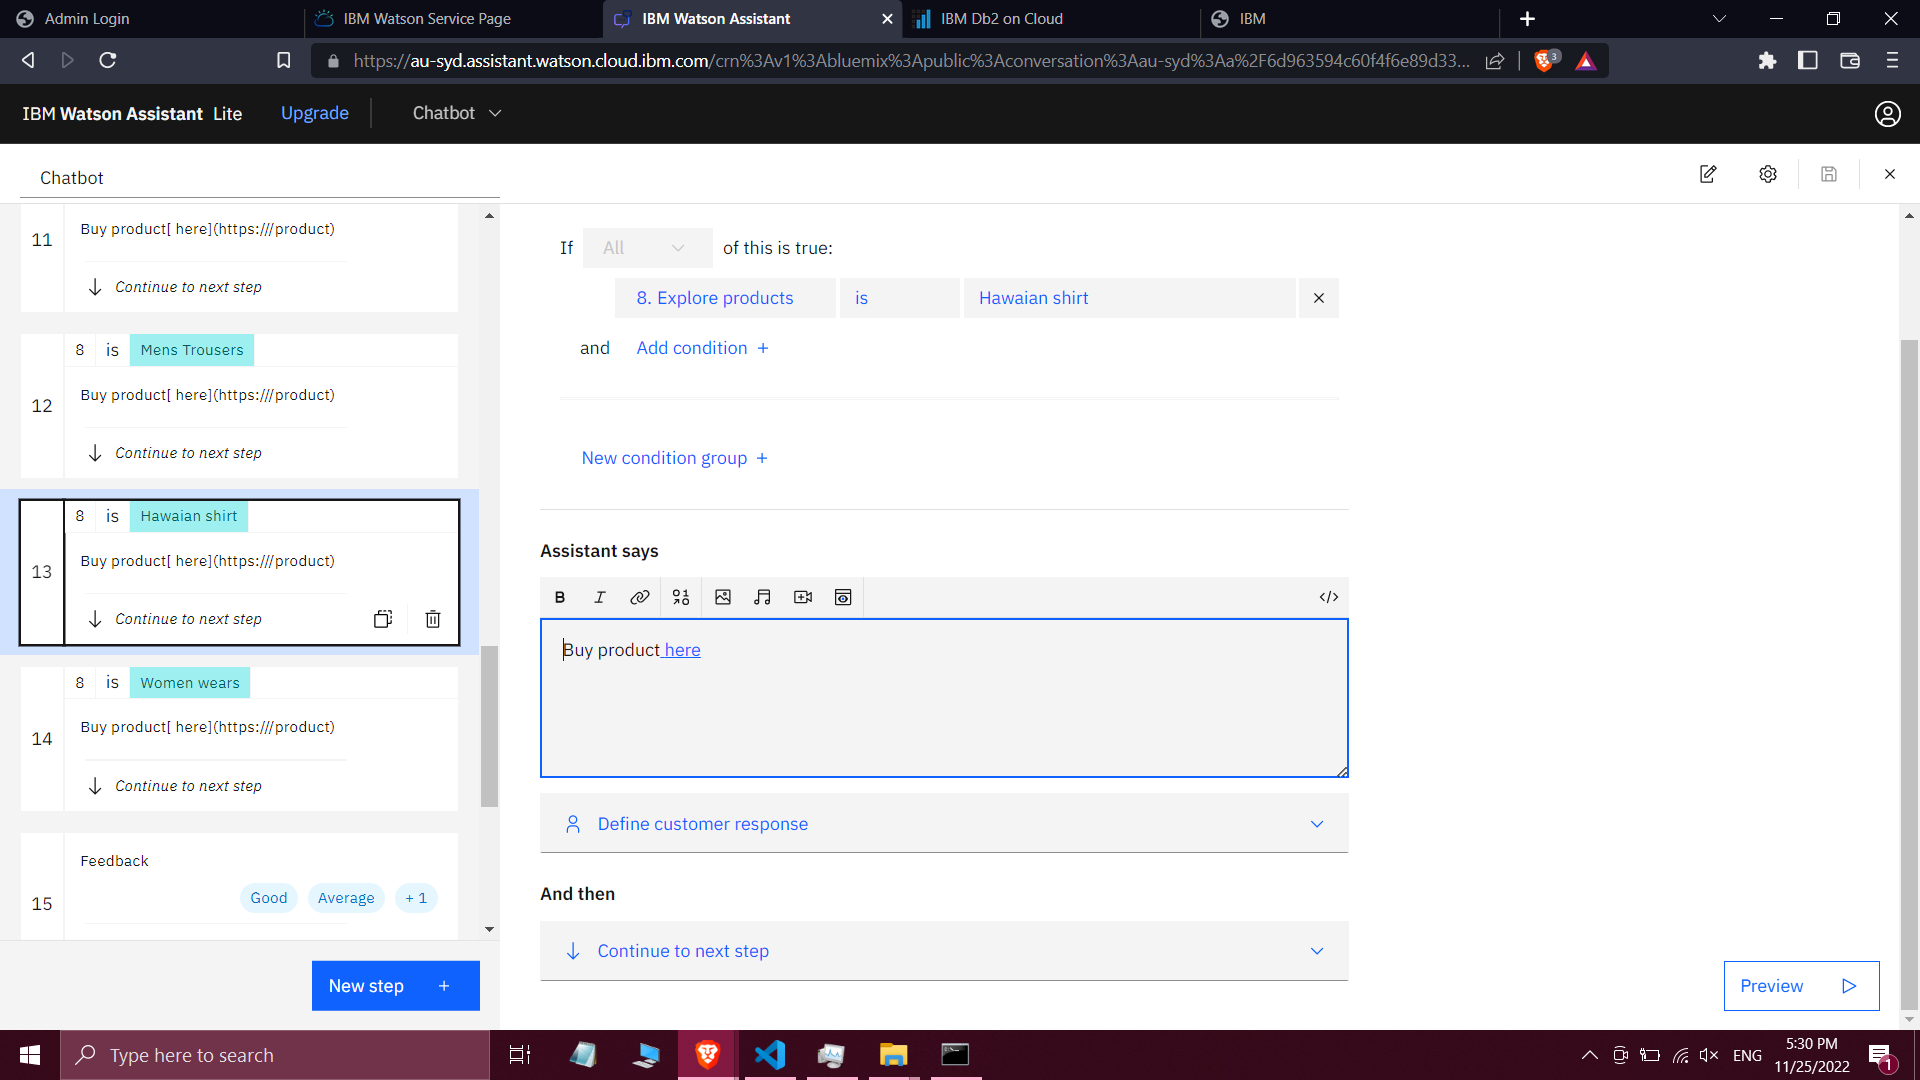 Admin Login
IBM Watson Service Page
IBM Watson Assistant
IBM Db2 on Cloud
IBM
https://au-syd.assistant.watson.cloud.ibm.com/crn%3Av1%3Abluemix%3Apublic%3Aconversation%3Aau-syd%3Aa%2F6d963594c60f4f6e89d33...
3
IBM Watson Assistant Lite
Upgrade
Chatbot
Chatbot
11
Buy product[ here](https:///product)
Continue to next step
8 is Mens Trousers
12
Buy product[ here](https:///product)
Continue to next step
8 is Hawaian shirt
13
Buy product[ here](https:///product)
Continue to next step
8 is Women wears
14
Buy product[ here](https:///product)
Continue to next step
Feedback
15
Good Average + 1
New step +
If All of this is true:
8. Explore products is Hawaian shirt
and Add condition +
New condition group +
Assistant says
B I </>
Buy product here
Define customer response
And then
Continue to next step
Preview
Type here to search
ENG
5:30 PM
11/25/2022
1